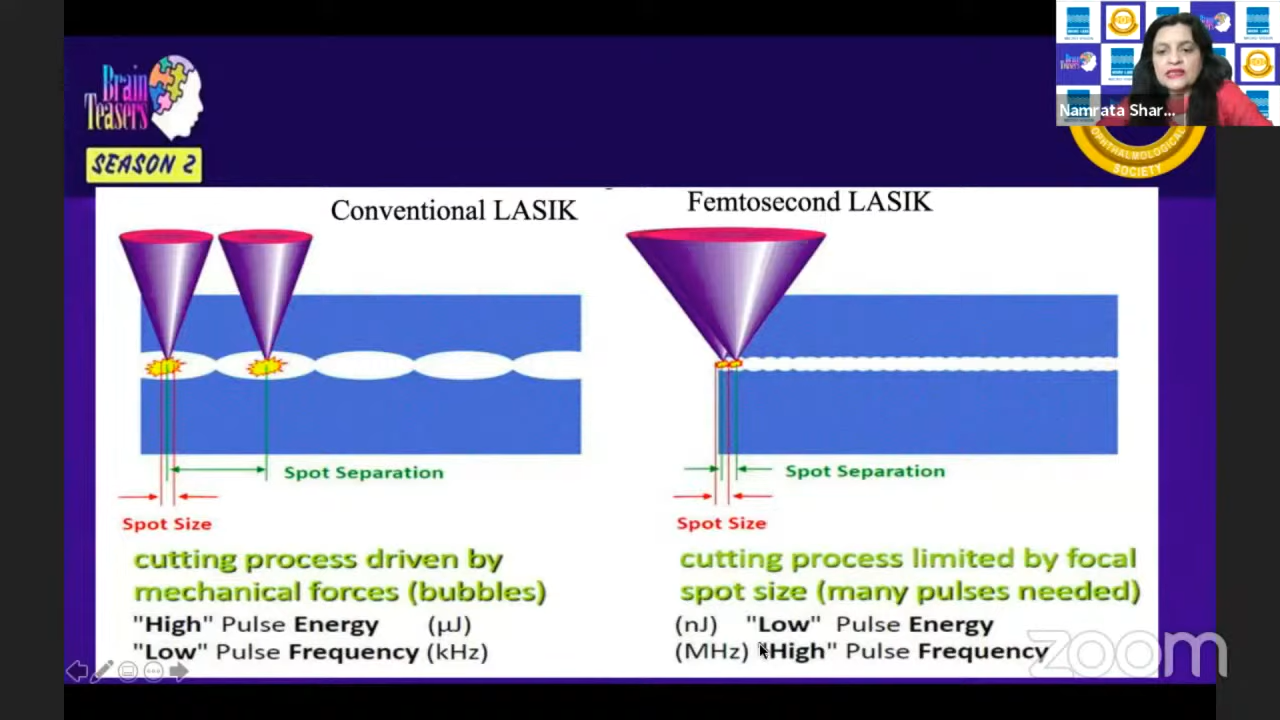 Brain
Teasers
SEASON 2
Namrata Shar...
OPHTHALMOLOGICAL
SOCIETY
Conventional LASIK
Femtosecond LASIK
Spot Separation
Spot Size
Spot Separation
Spot Size
cutting process driven by
mechanical forces (bubbles)
"High" Pulse Energy (µJ)
"Low" Pulse Frequency (kHz)
cutting process limited by focal
spot size (many pulses needed)
(nJ) "Low" Pulse Energy
(MHz) "High" Pulse Frequency
zoom